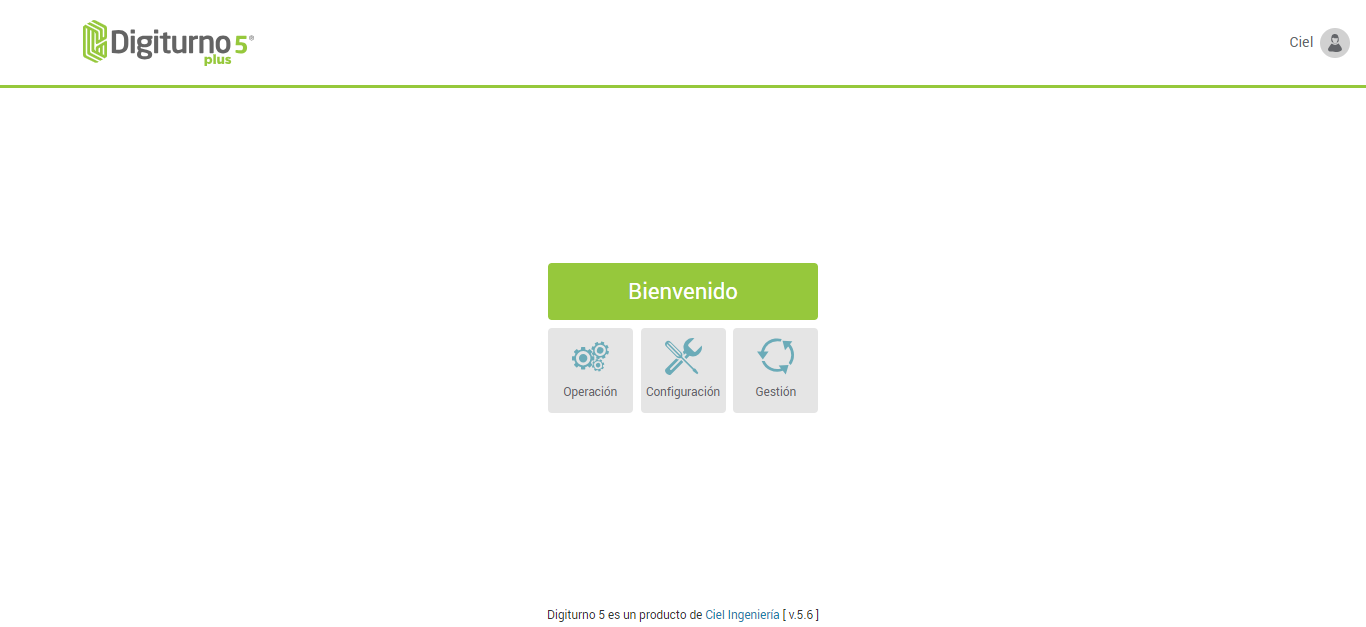 Digiturno 5®
plus
Ciel
Bienvenido
Operación
Configuración
Gestión
Digiturno 5 es un producto de Ciel Ingeniería [ v.5.6 ]